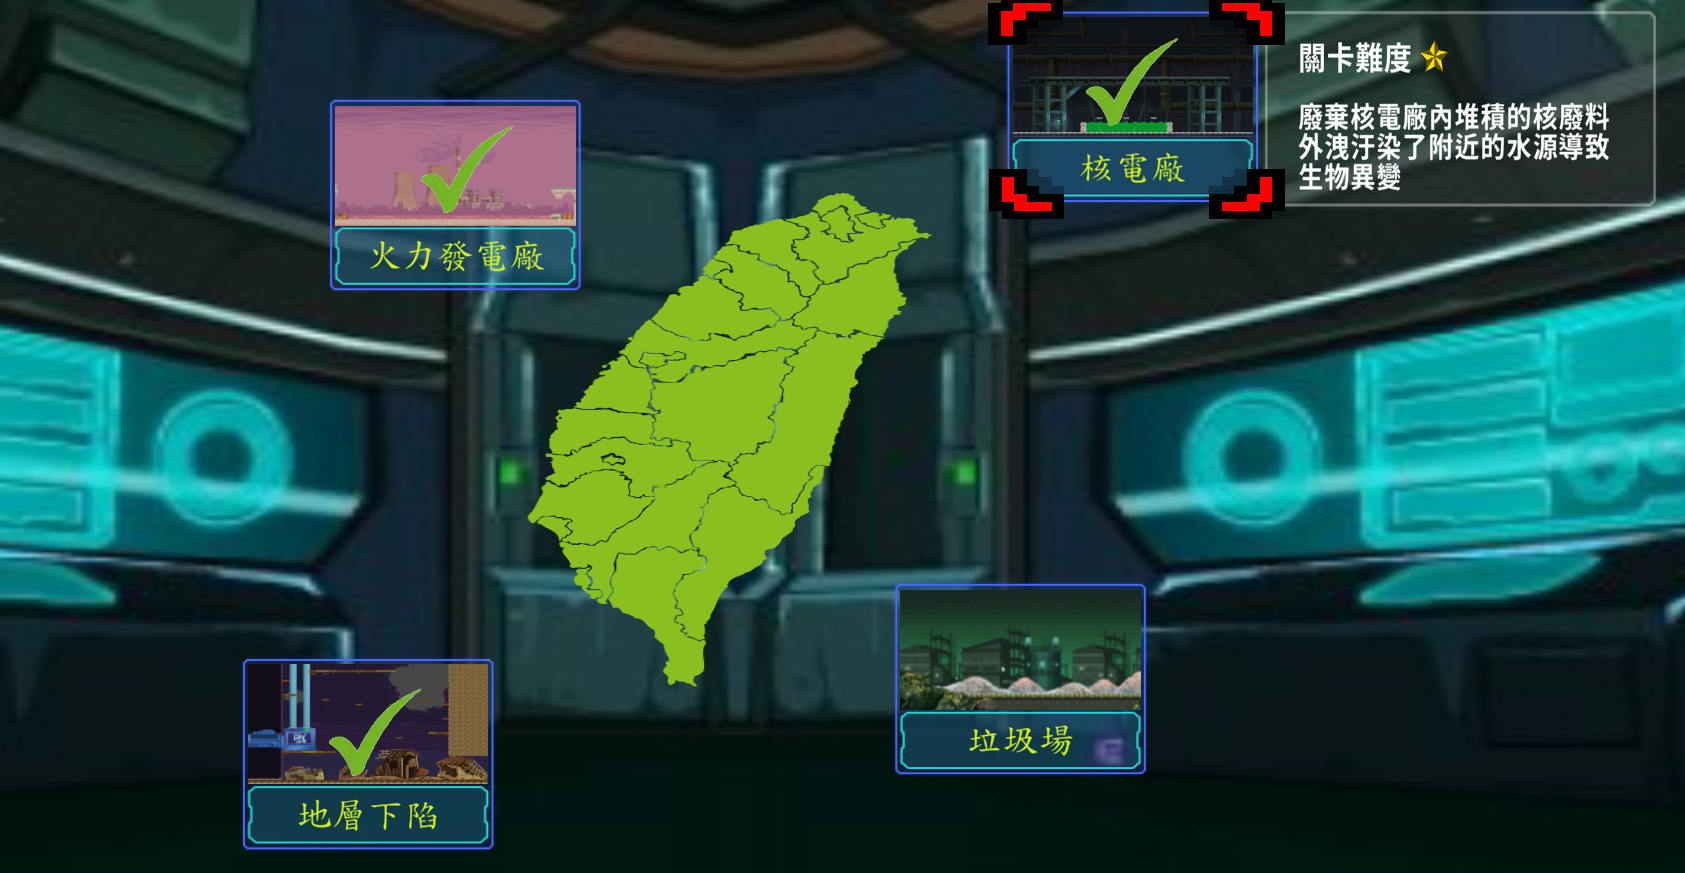 關卡難度
廢棄核電廠內堆積的核廢料
外洩汙染了附近的水源導致
生物異變
核電廠
火力發電廠
垃圾場
地層下陷